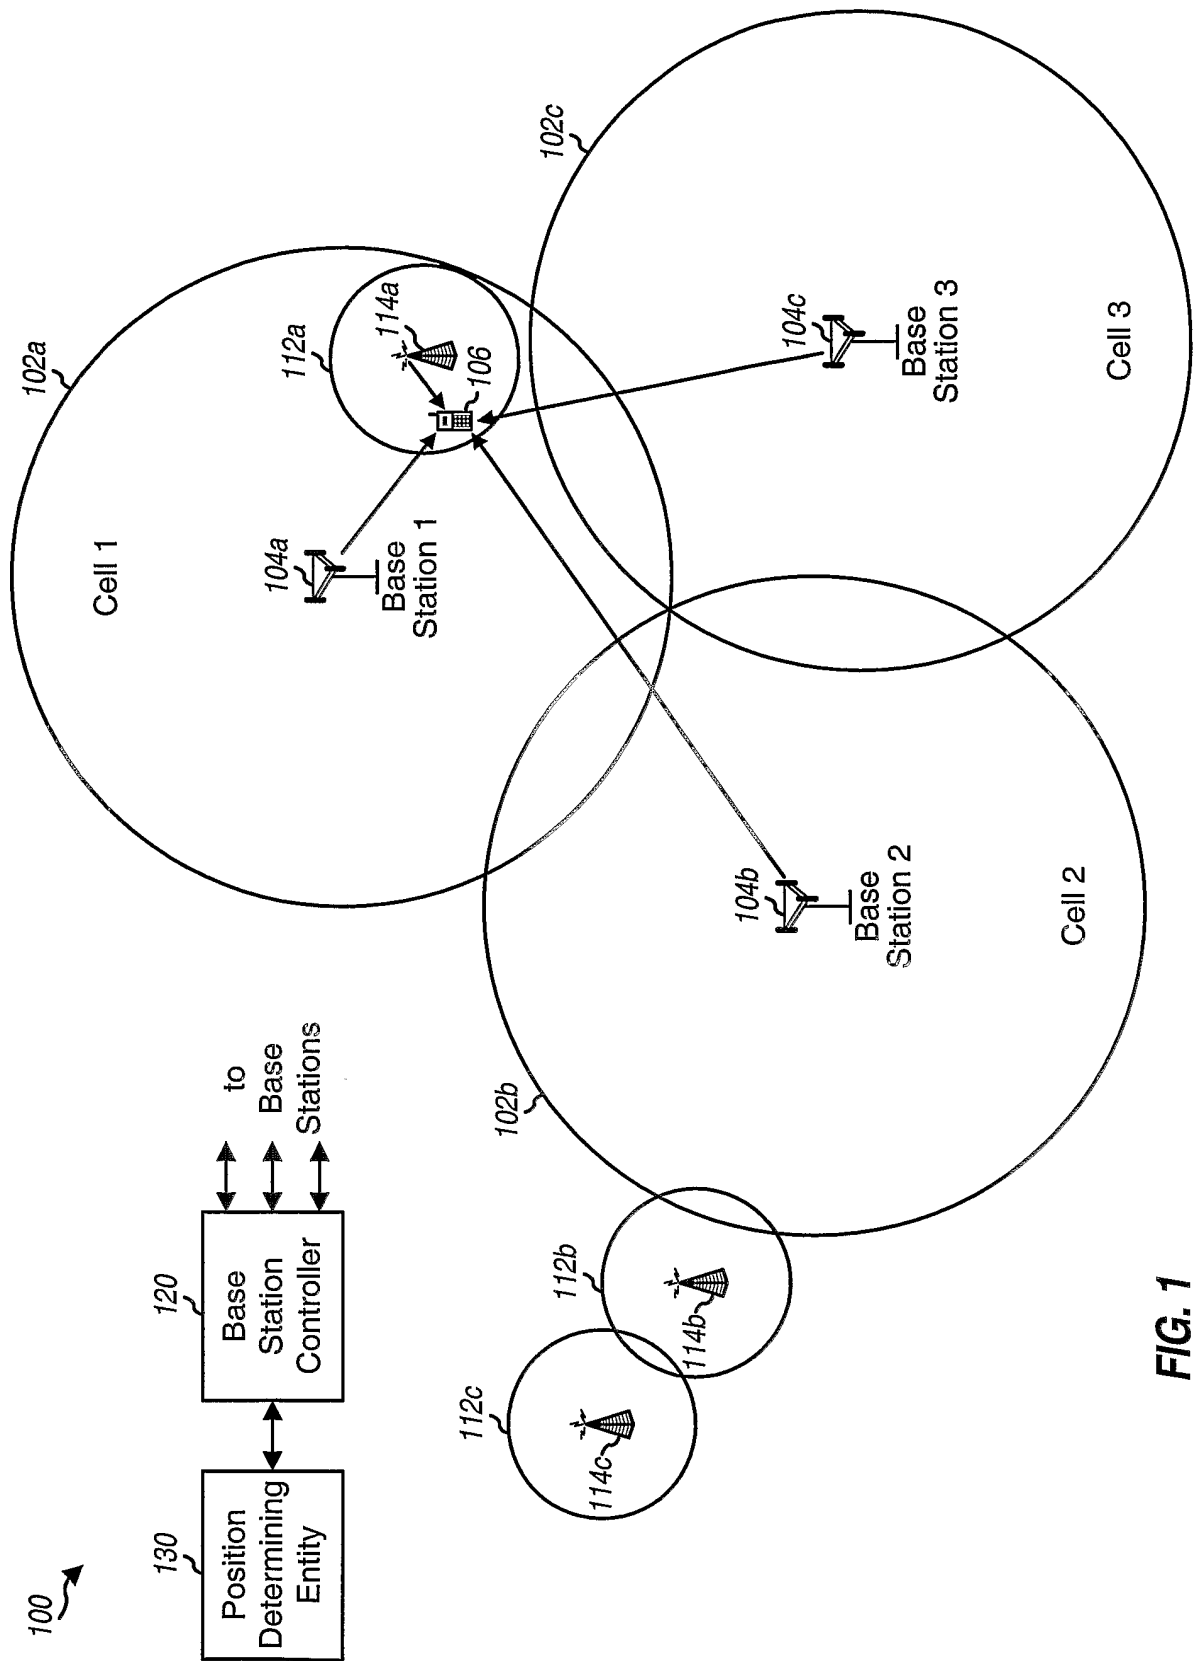 100
130
Position
Determining
Entity
120
Base
Station
Controller
to
Base
Stations
102a
Cell 1
104a
Base
Station 1
112a
114a
106
112c
114c
112b
114b
102b
104b
Base
Station 2
Cell 2
102c
104c
Base
Station 3
Cell 3
FIG. 1